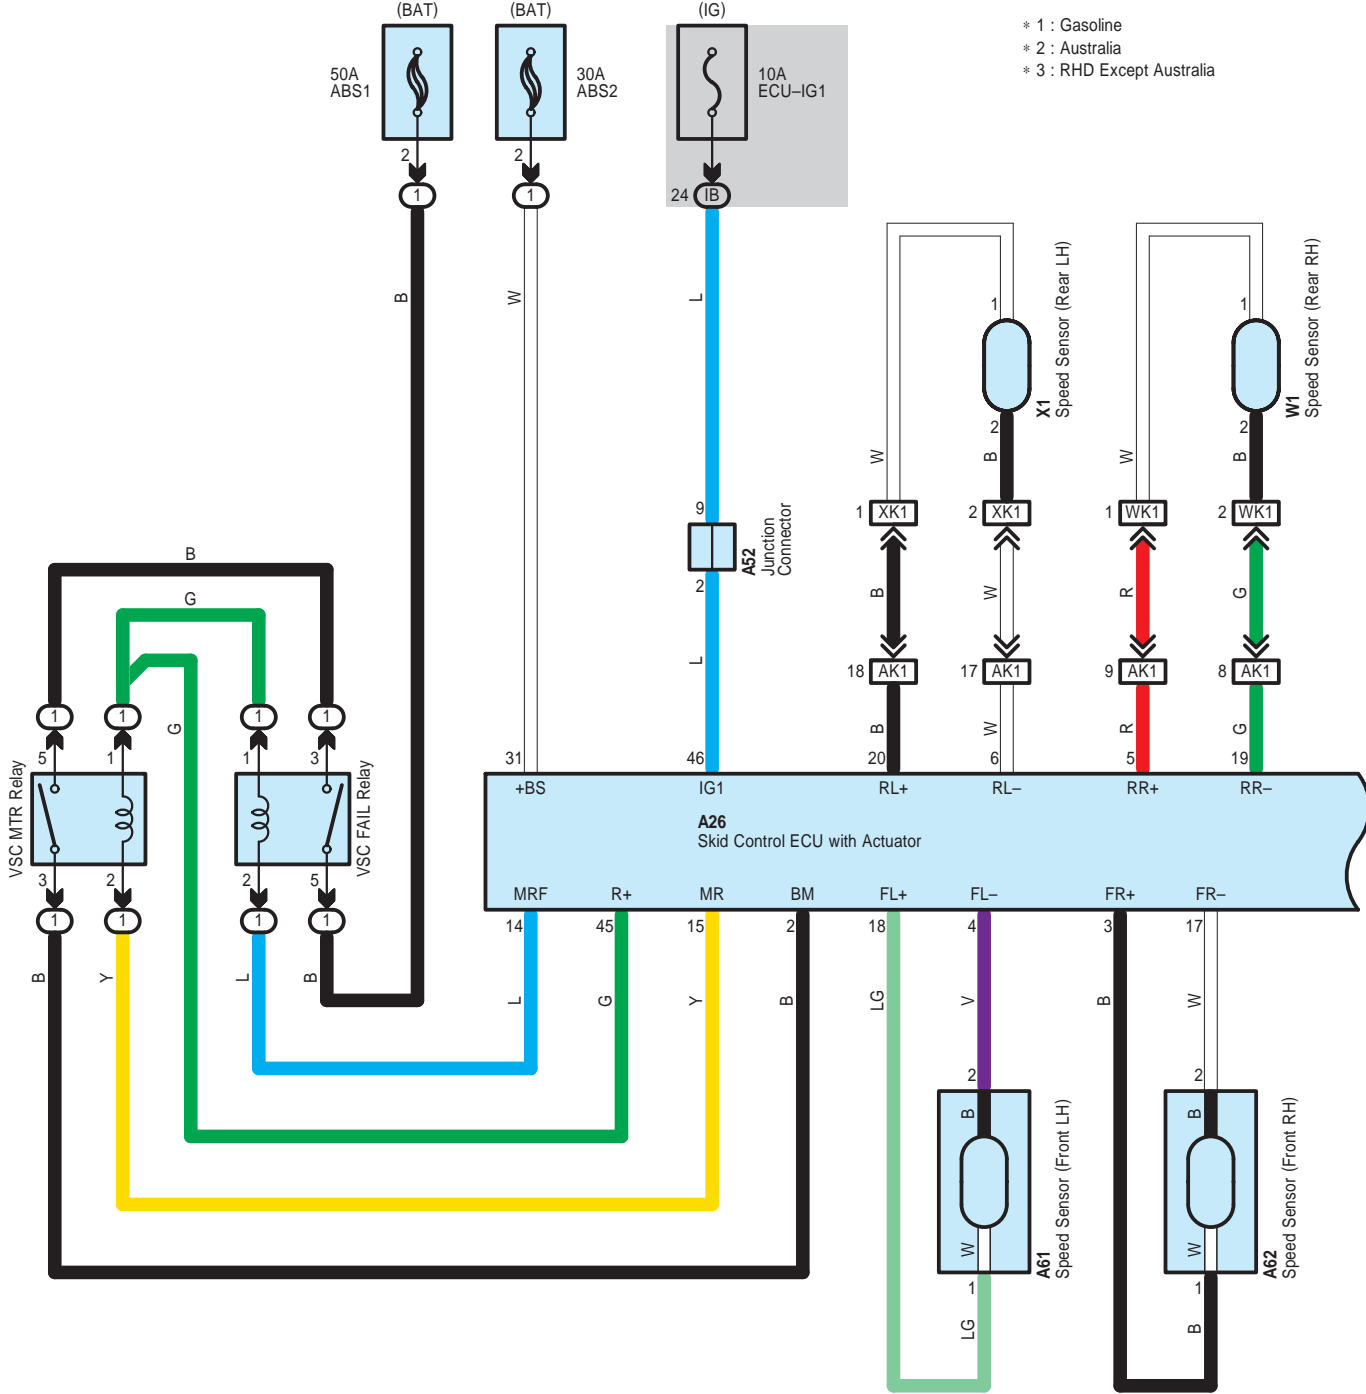 (BAT)
(BAT)
(IG)
* 1 : Gasoline
* 2 : Australia
* 3 : RHD Except Australia
50A
ABS1
30A
ABS2
10A
ECU–IG1
2
2
1
1
24
IB
B
W
L
1
1
X1
Speed Sensor (Rear LH)
W1
Speed Sensor (Rear RH)
2
2
W
B
W
B
1
XK1
2
XK1
1
WK1
2
WK1
9
A52
Junction
Connector
2
B
W
R
G
L
18
AK1
17
AK1
9
AK1
8
AK1
B
G
G
1
1
1
1
B
W
R
G
5
1
1
3
31
46
20
6
5
19
VSC MTR Relay
VSC FAIL Relay
+BS
IG1
RL+
RL–
RR+
RR–
A26
Skid Control ECU with Actuator
3
2
2
5
MRF
R+
MR
BM
FL+
FL–
FR+
FR–
1
1
1
1
14
45
15
2
18
4
3
17
B
Y
L
B
L
G
Y
B
LG
V
B
W
2
2
B
B
W
W
A61
Speed Sensor (Front LH)
A62
Speed Sensor (Front RH)
1
1
LG
B